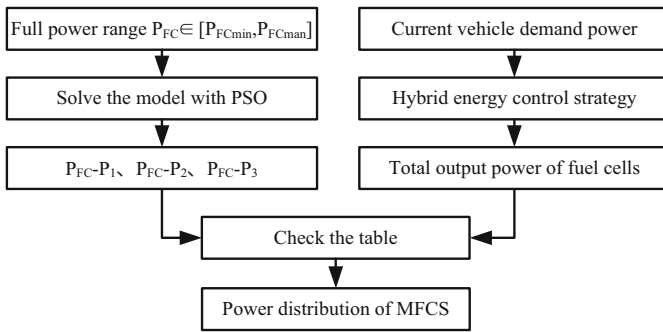 Full power range P_FC∈ [P_FCmin,P_FCman]
Current vehicle demand power
Solve the model with PSO
Hybrid energy control strategy
P_FC-P_1、P_FC-P_2、P_FC-P_3
Total output power of fuel cells
Check the table
Power distribution of MFCS